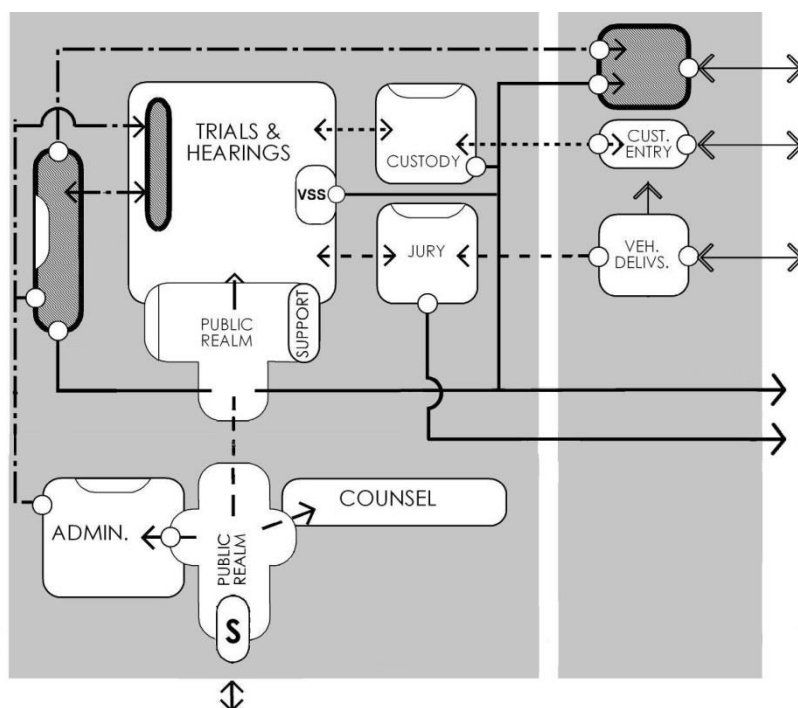 TRIALS &
HEARINGS
CUSTODY
CUST.
ENTRY
VSS
JURY
VEH.
DELIVS.
PUBLIC
REALM
SUPPORT
ADMIN.
COUNSEL
PUBLIC
REALM
S